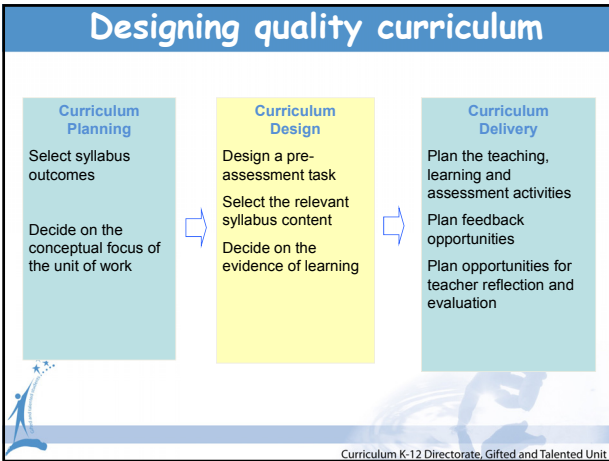 Designing quality curriculum
Curriculum
Planning
Select syllabus
outcomes
Decide on the
conceptual focus of
the unit of work
Curriculum
Design
Design a pre-
assessment task
Select the relevant
syllabus content
Decide on the
evidence of learning
Curriculum
Delivery
Plan the teaching,
learning and
assessment activities
Plan feedback
opportunities
Plan opportunities for
teacher reflection and
evaluation
Curriculum K-12 Directorate, Gifted and Talented Unit